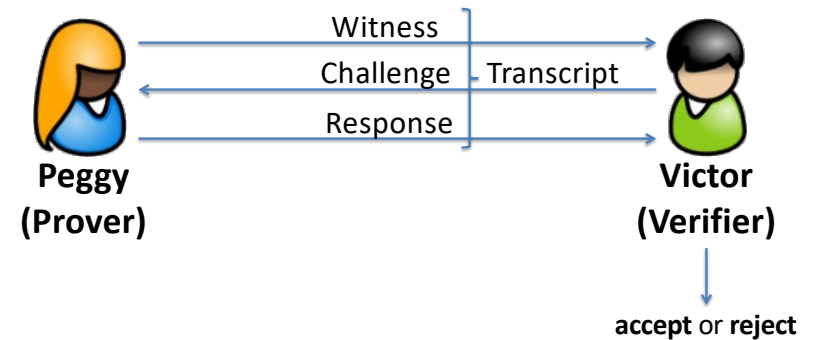 Witness
Challenge
Transcript
Response
Peggy
(Prover)
Victor
(Verifier)
accept or reject